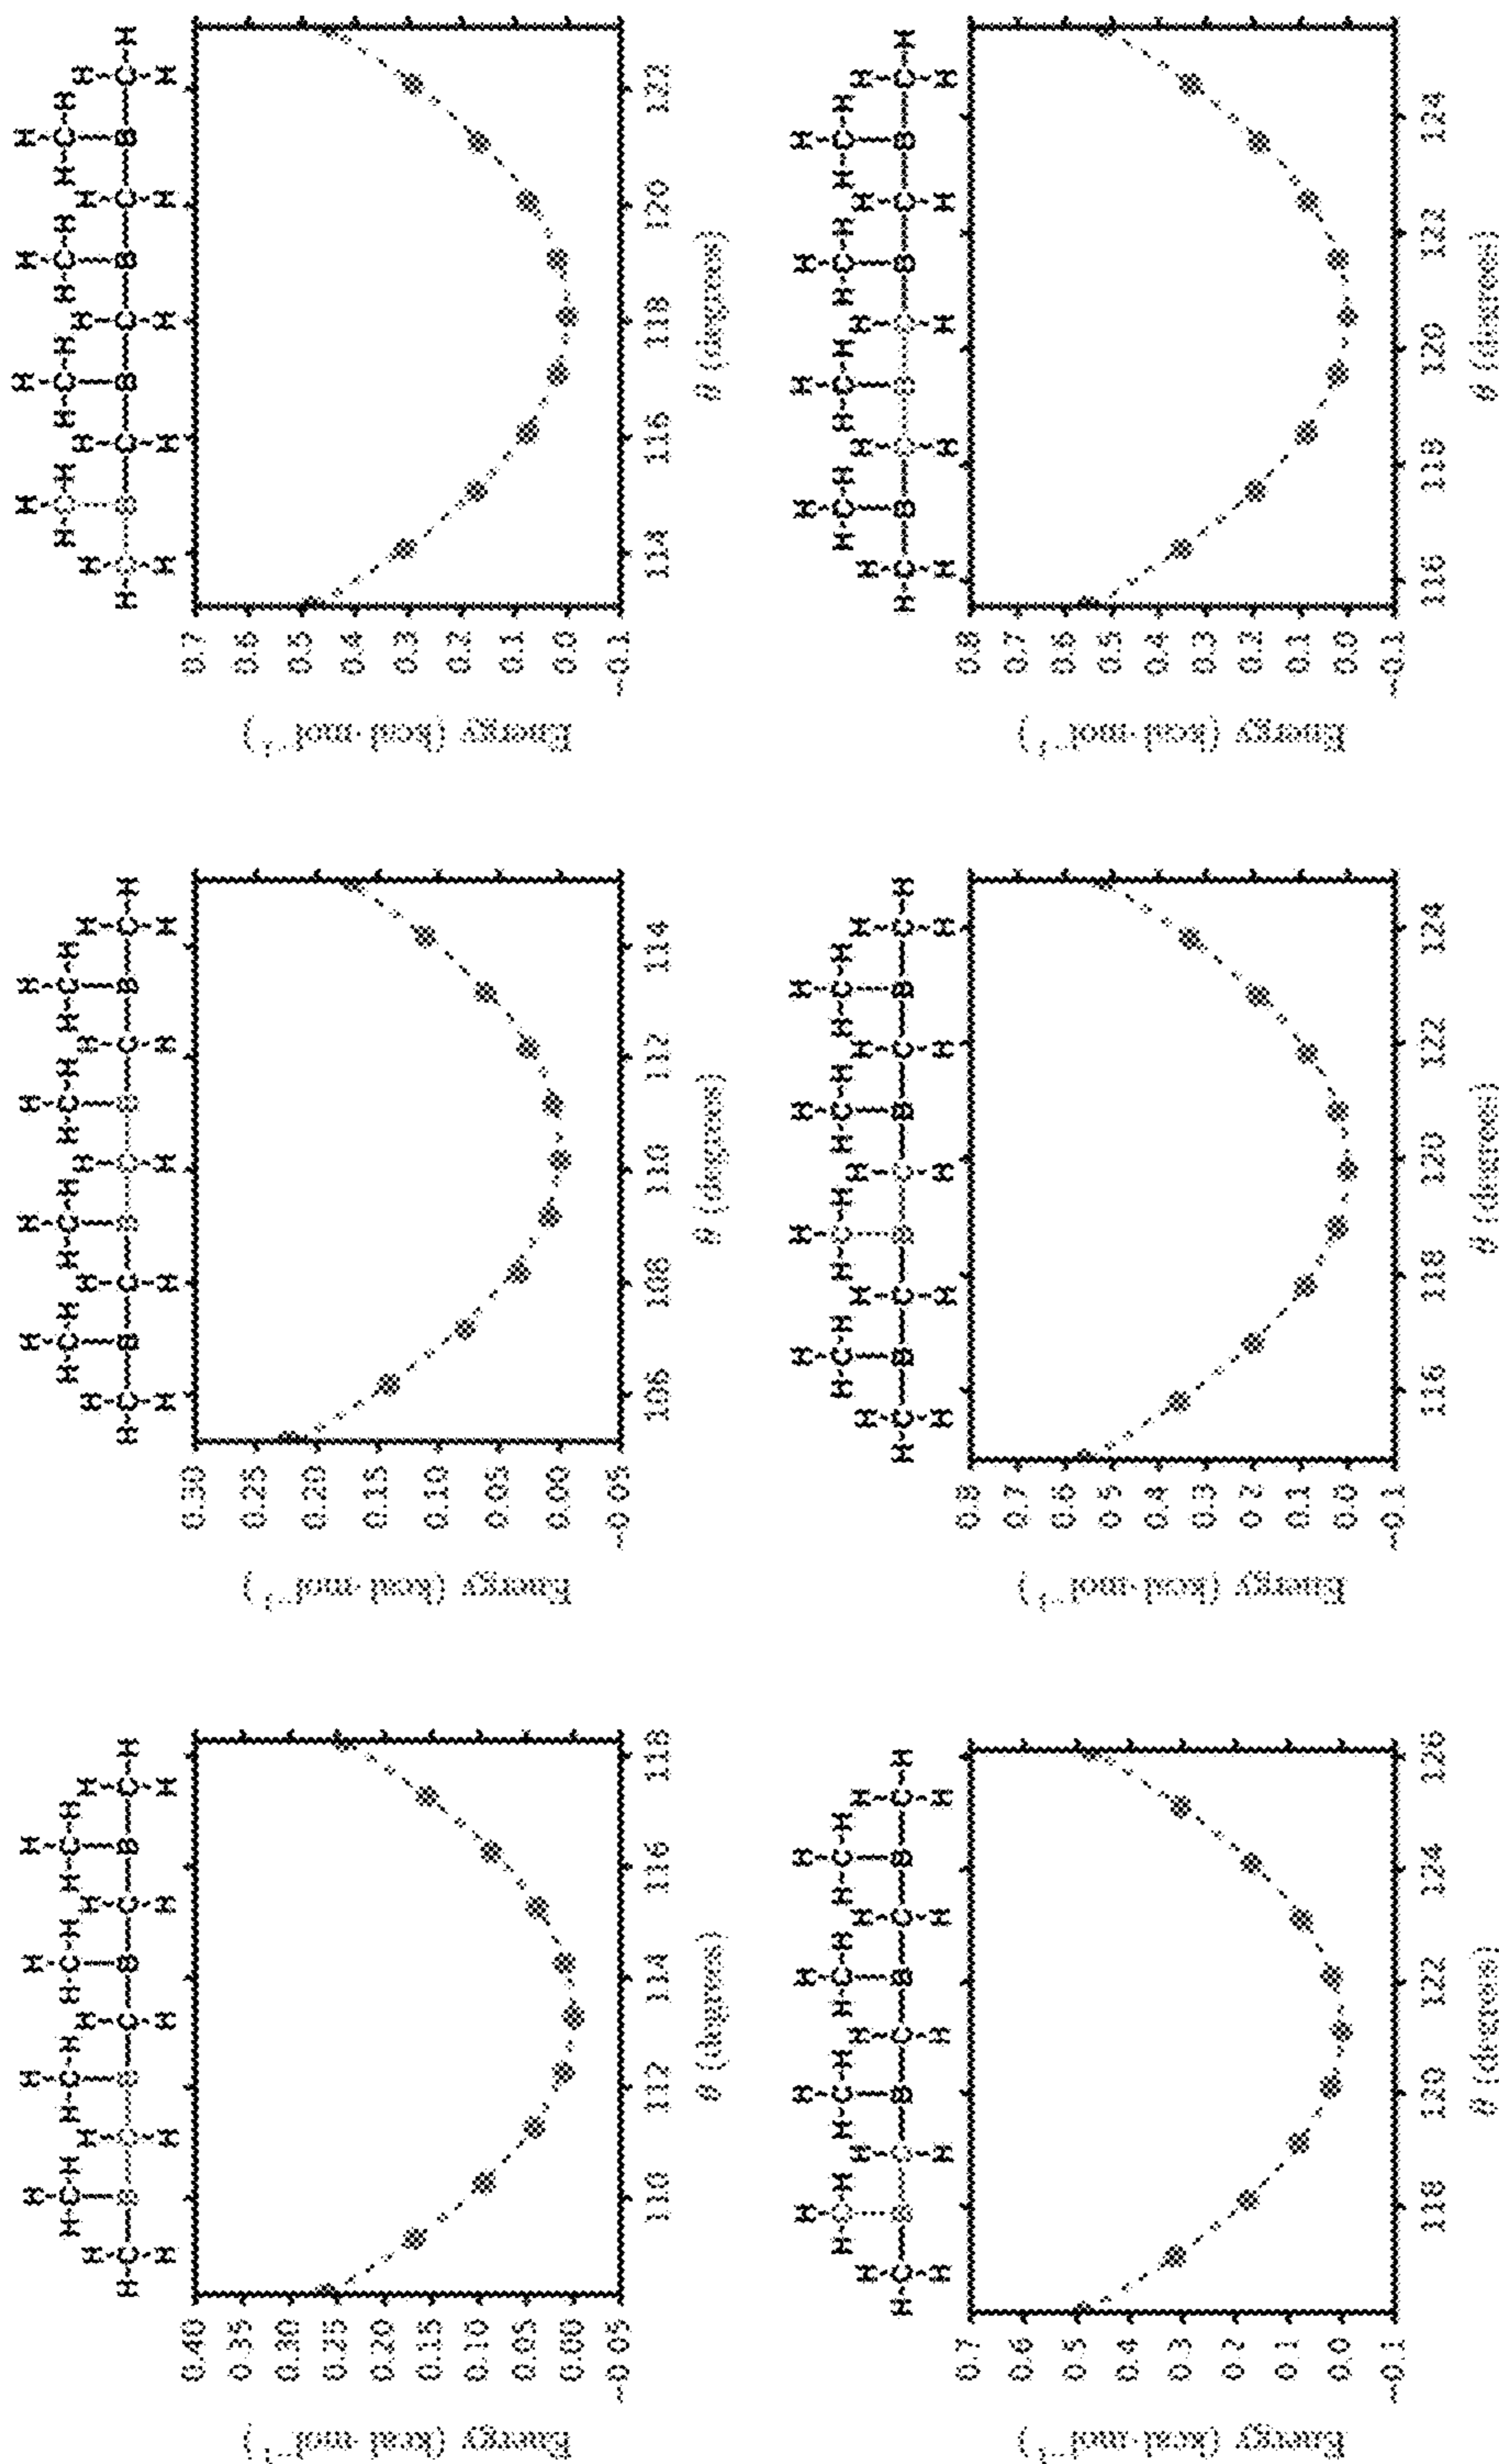 H H H H
H-C-H H-C-H H-C-H H-C-H
H H H H H
H-C-B-C-B-C-B-C-B-C-H
H H H H H
Energy (kcal·mol⁻¹)
0.40
0.35
0.30
0.25
0.20
0.15
0.10
0.05
0.00
−0.05
110 112 114 116 118
θ (degrees)
H H H H
H-C-H H-C-H H-C-H H-C-H
H H H H H
H-C-B-C-B-C-B-C-B-C-H
H H H H H
Energy (kcal·mol⁻¹)
0.30
0.25
0.20
0.15
0.10
0.05
0.00
−0.05
106 108 110 112 114
θ (degrees)
H H H H
H-C-H H-C-H H-C-H H-C-H
H H H H H
H-C-B-C-B-C-B-C-B-C-H
H H H H H
Energy (kcal·mol⁻¹)
0.7
0.6
0.5
0.4
0.3
0.2
0.1
0.0
−0.1
114 116 118 120 122
θ (degrees)
H H H H
H-C-H H-C-H H-C-H H-C-H
H H H H H
H-C-B-C-B-C-B-C-B-C-H
H H H H H
Energy (kcal·mol⁻¹)
0.7
0.6
0.5
0.4
0.3
0.2
0.1
0.0
−0.1
118 120 122 124 126
θ (degrees)
H H H H
H-C-H H-C-H H-C-H H-C-H
H H H H H
H-C-B-C-B-C-B-C-B-C-H
H H H H H
Energy (kcal·mol⁻¹)
0.8
0.7
0.6
0.5
0.4
0.3
0.2
0.1
0.0
−0.1
116 118 120 122 124
θ (degrees)
H H H H
H-C-H H-C-H H-C-H H-C-H
H H H H H
H-C-B-C-B-C-B-C-B-C-H
H H H H H
Energy (kcal·mol⁻¹)
0.8
0.7
0.6
0.5
0.4
0.3
0.2
0.1
0.0
−0.1
116 118 120 122 124
θ (degrees)